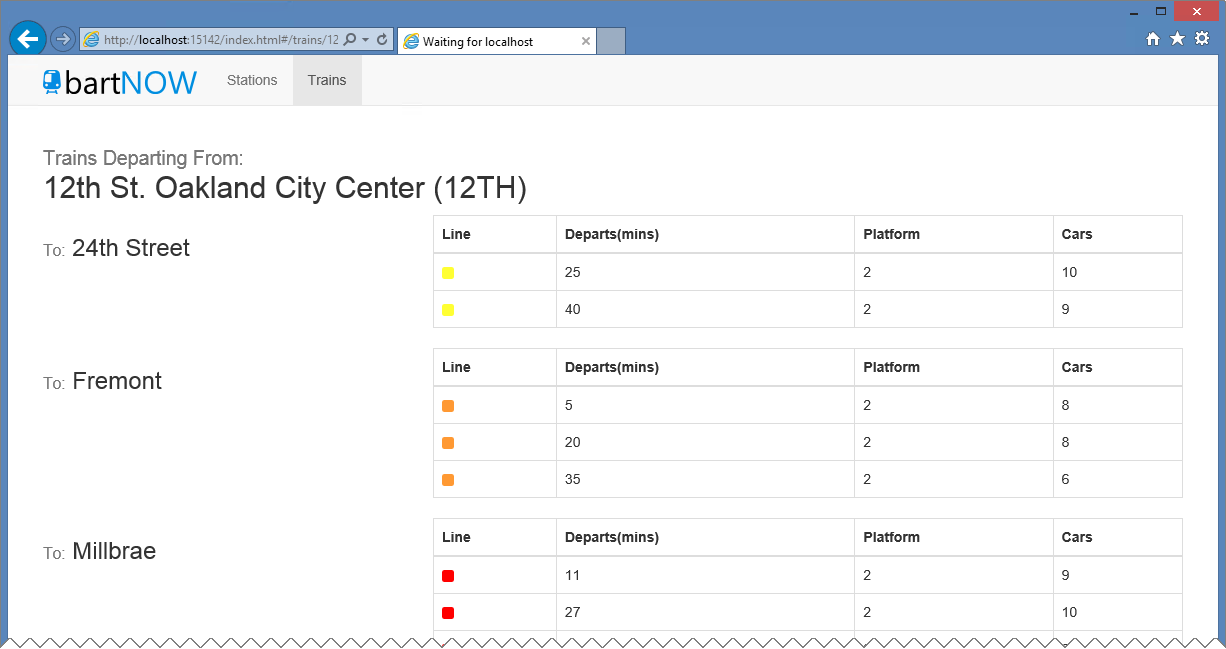 http://localhost:15142/index.html#/trains/12
Waiting for localhost
bartNOW Stations Trains
Trains Departing From:
12th St. Oakland City Center (12TH)
To: 24th Street
Line Departs(mins) Platform Cars
25 2 10
40 2 9
To: Fremont
Line Departs(mins) Platform Cars
5 2 8
20 2 8
35 2 6
To: Millbrae
Line Departs(mins) Platform Cars
11 2 9
27 2 10